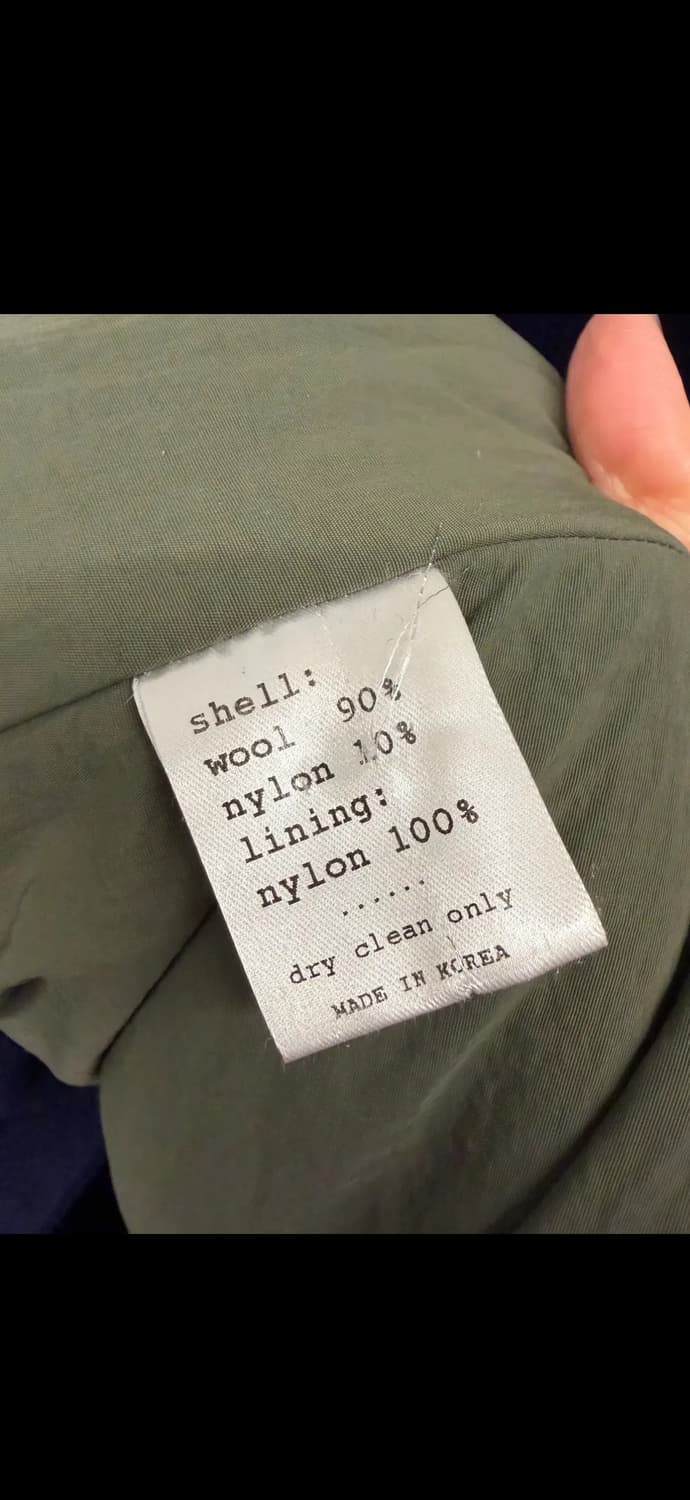 shell:
wool 90%
nylon 10%
lining:
nylon 100%
......
dry clean only
MADE IN KOREA